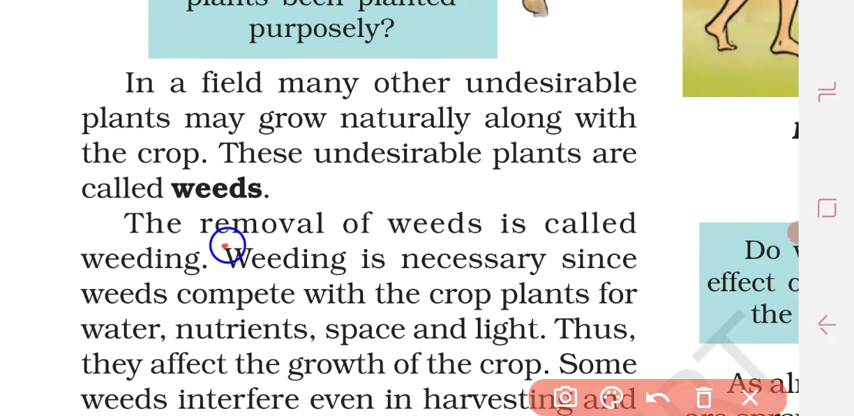 plants been planted
purposely?
In a field many other undesirable
plants may grow naturally along with
the crop. These undesirable plants are
called weeds.
The removal of weeds is called
weeding. Weeding is necessary since
weeds compete with the crop plants for
water, nutrients, space and light. Thus,
they affect the growth of the crop. Some
weeds interfere even in harvesting and
Do
effect
the
As